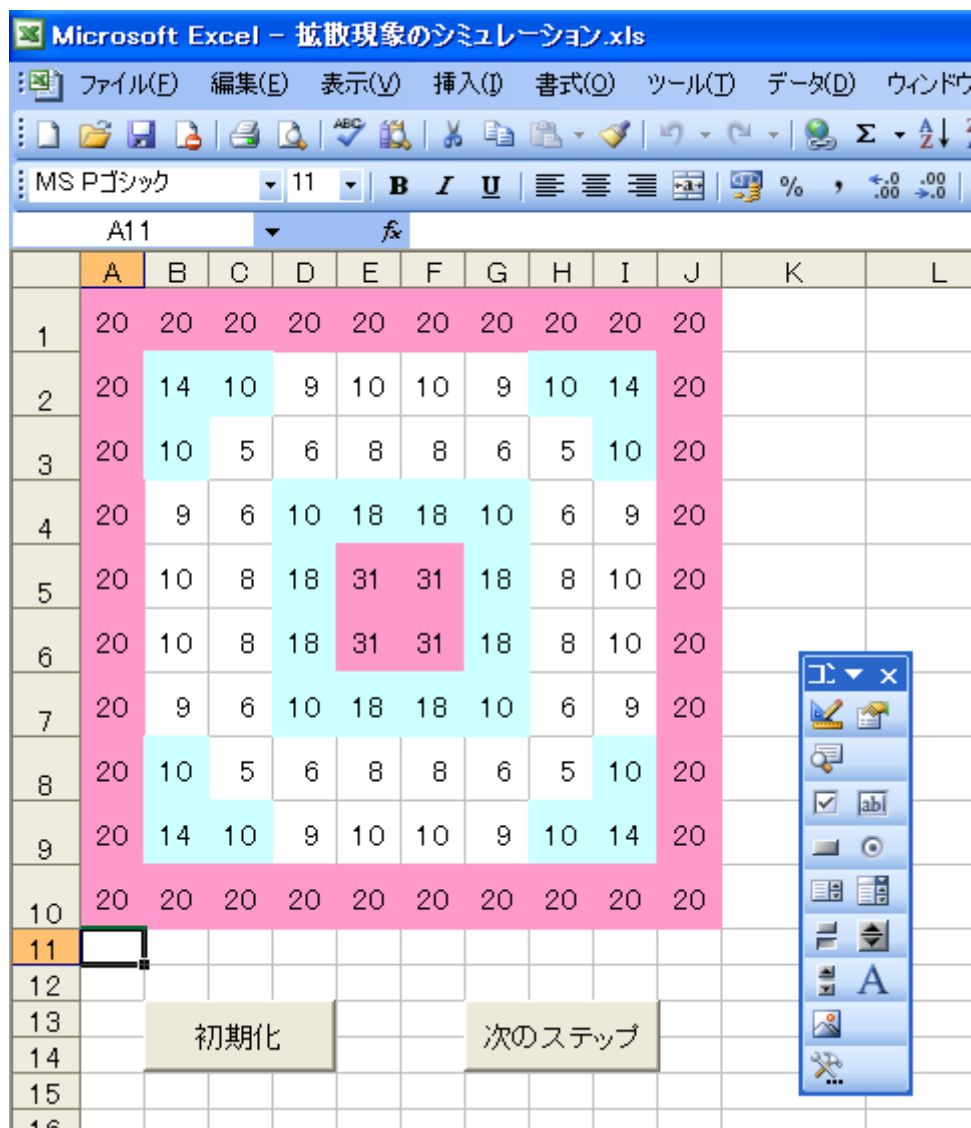 Microsoft Excel - 拡散現象のシミュレーション.xls
ファイル(F) 編集(E) 表示(V) 挿入(I) 書式(O) ツール(T) データ(D) ウィンドウ
ABC Σ A Z
MS Pゴシック 11 B I U % , .0 .00 .00 .0
A11 fx
A B C D E F G H I J K L
1 20 20 20 20 20 20 20 20 20 20
2 20 14 10 9 10 10 9 10 14 20
3 20 10 5 6 8 8 6 5 10 20
4 20 9 6 10 18 18 10 6 9 20
5 20 10 8 18 31 31 18 8 10 20
6 20 10 8 18 31 31 18 8 10 20
7 20 9 6 10 18 18 10 6 9 20
8 20 10 5 6 8 8 6 5 10 20
9 20 14 10 9 10 10 9 10 14 20
10 20 20 20 20 20 20 20 20 20 20
11
12
13
14
15
16
初期化 次のステップ
abl
A